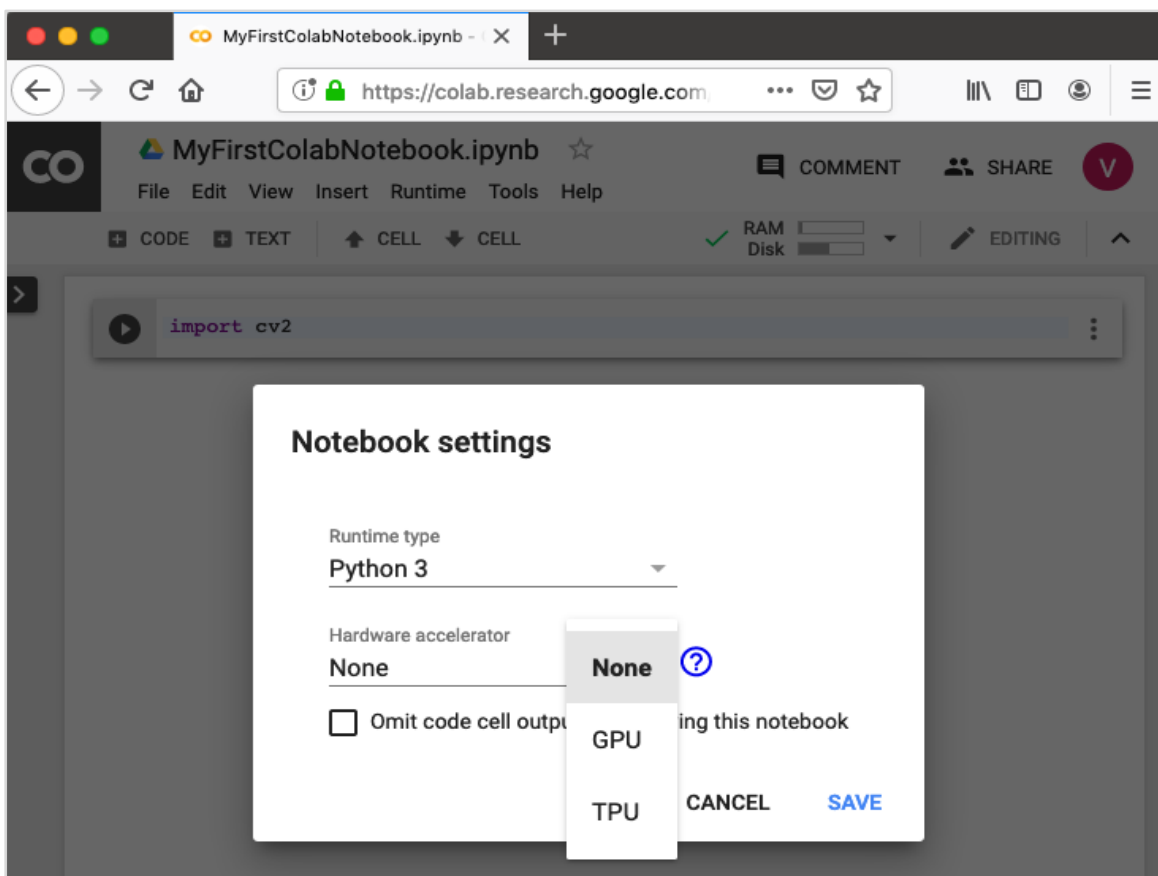 CO MyFirstColabNotebook.ipynb -
https://colab.research.google.com
CO MyFirstColabNotebook.ipynb
COMMENT SHARE V
File Edit View Insert Runtime Tools Help
CODE TEXT CELL CELL RAM Disk EDITING
import cv2
Notebook settings
Runtime type
Python 3
Hardware accelerator
None
None
?
Omit code cell ing this notebook
GPU
TPU
CANCEL SAVE